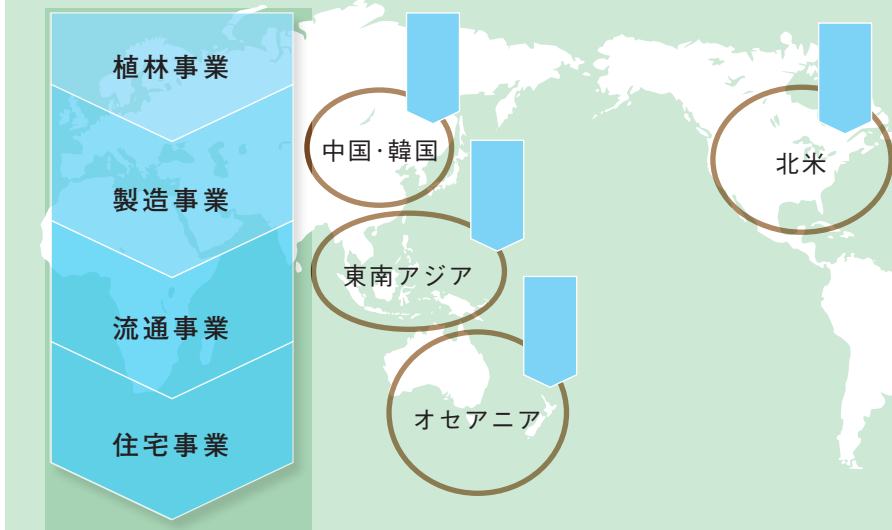 植林事業
製造事業
流通事業
住宅事業
中国・韓国
東南アジア
オセアニア
北米